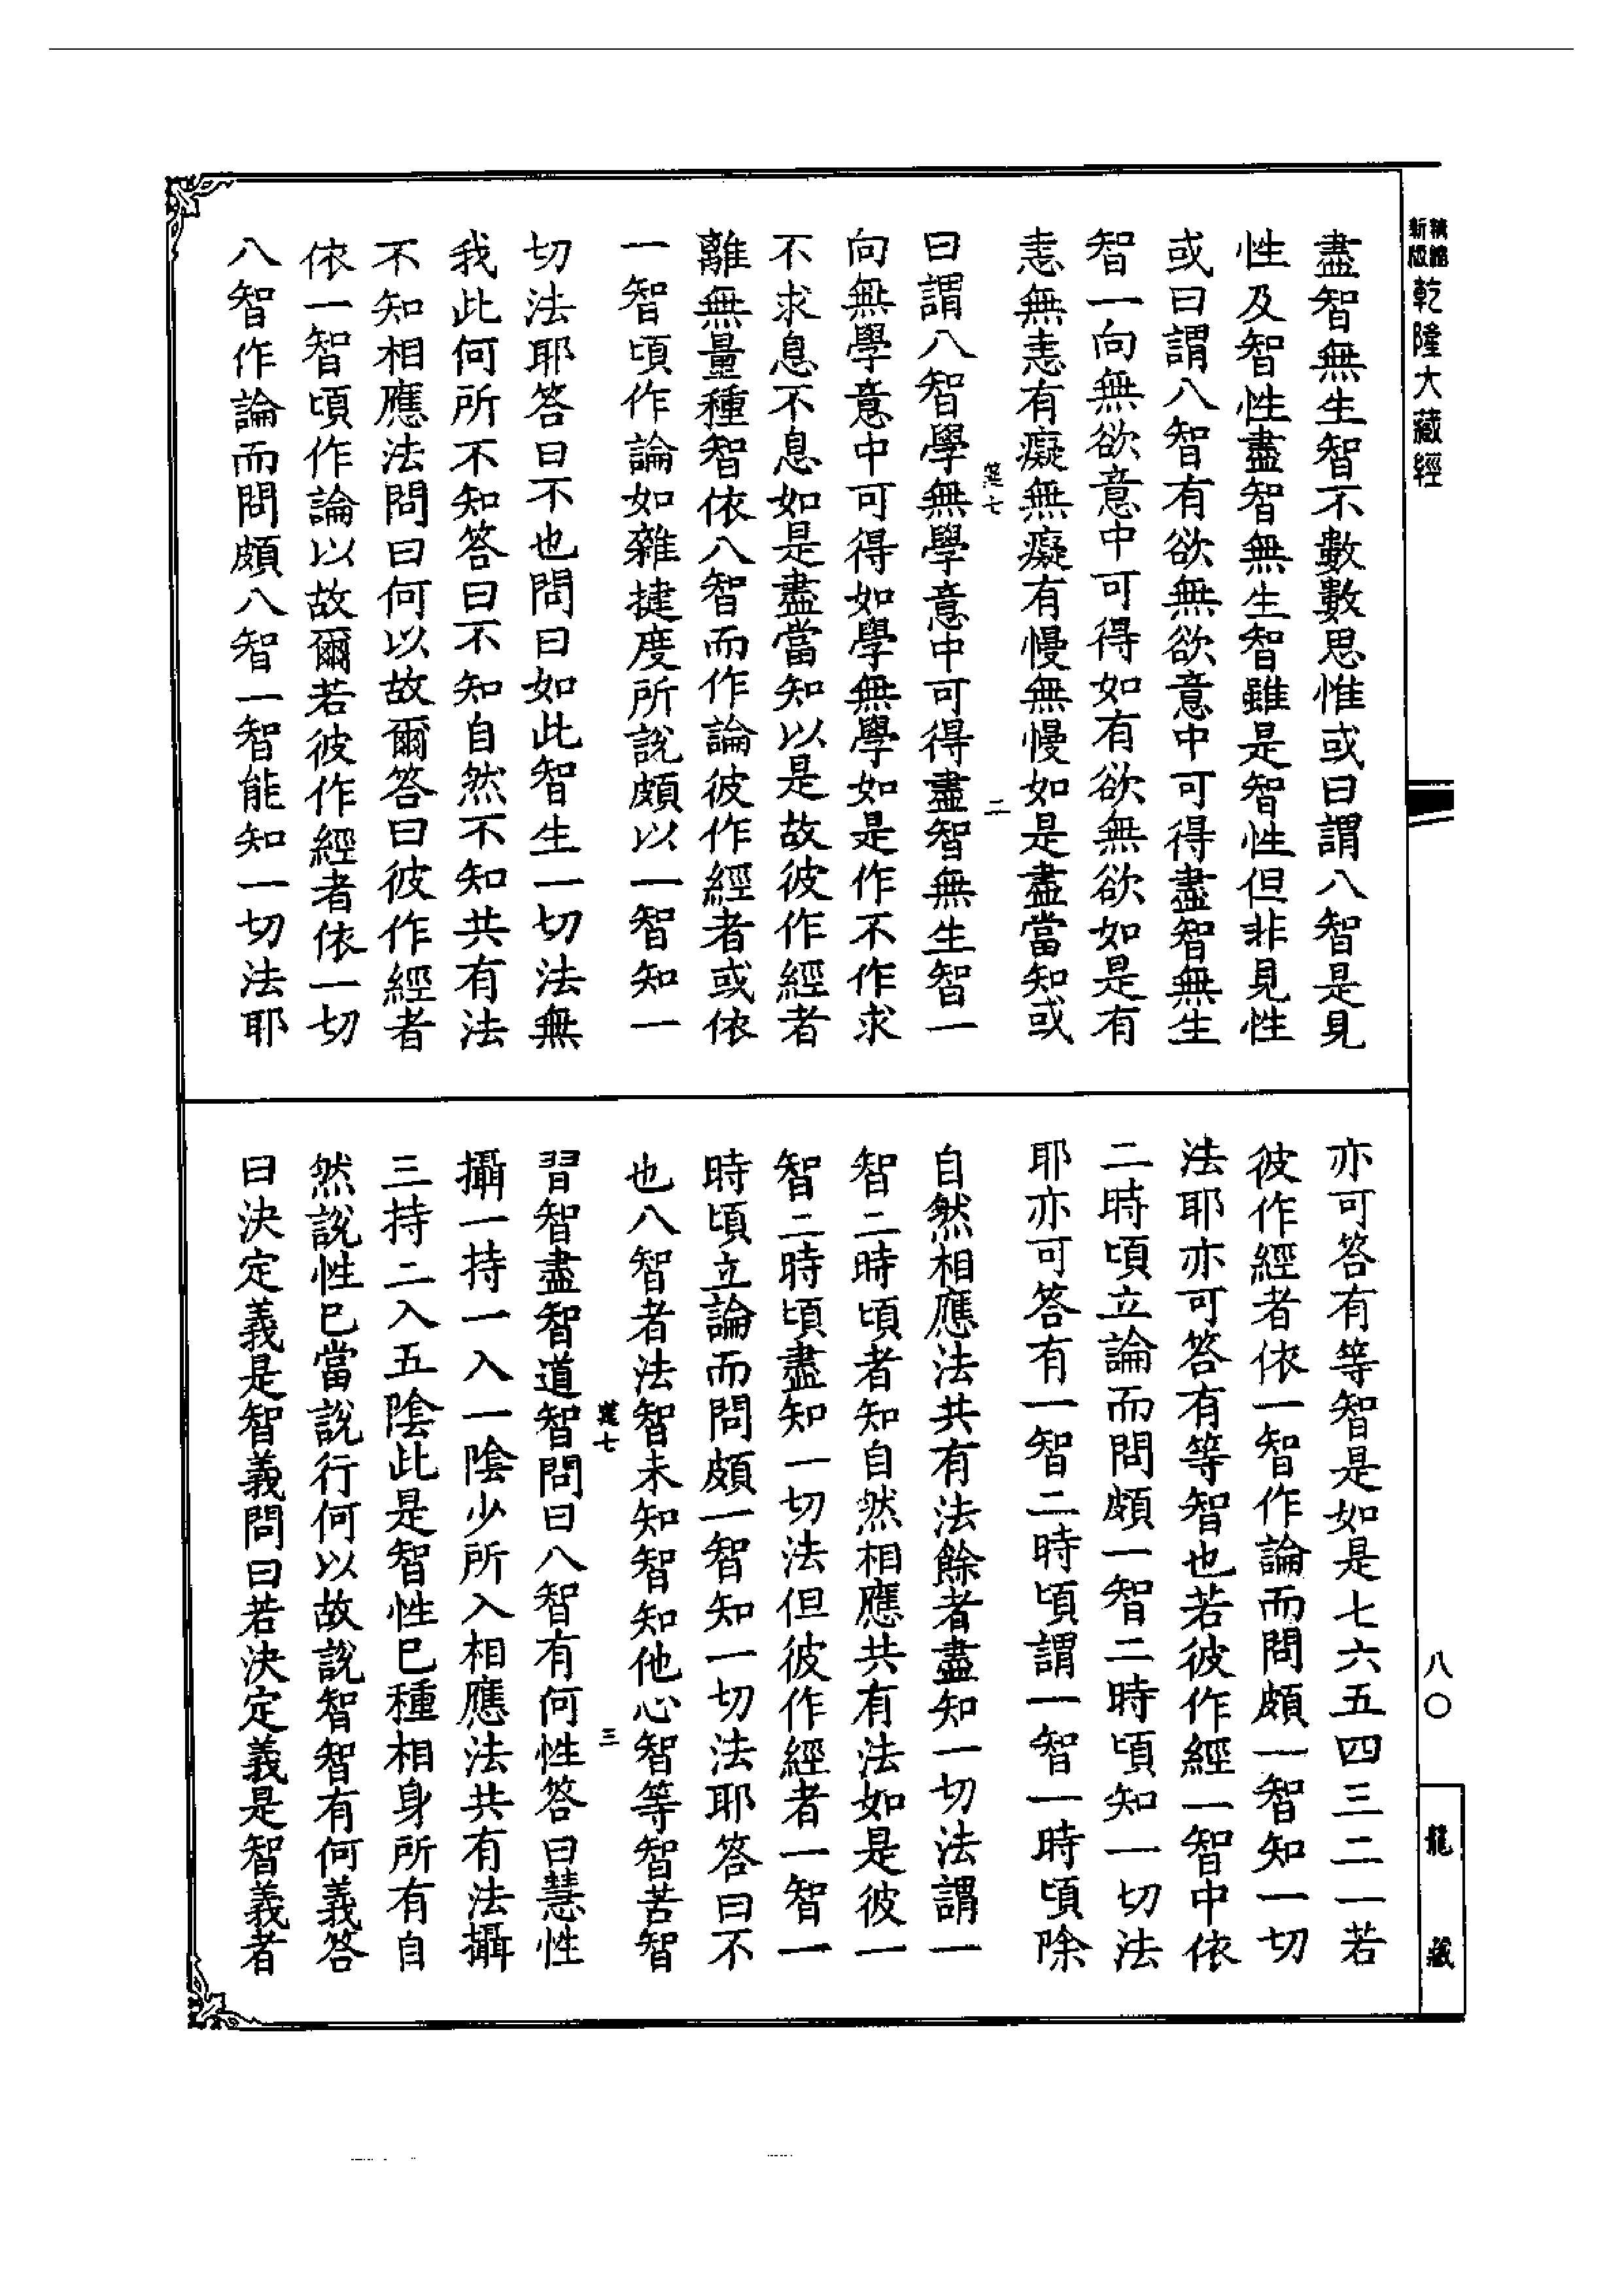 新版
乾隆大藏經
盡智無生智不數數思惟或曰謂八智是見
性及智性盡智無生智雖是智性但非見性
或曰謂八智有欲無欲意中可得盡智無生
智一向無欲意中可得如有欲無欲如是有
恚無恚有癡無癡有慢無慢如是盡當知或
七 二
曰謂八智學無學意中可得盡智無生智一
向無學意中可得如學無學如是作不作求
不求息不息如是盡當知以是故彼作經者
離無量種智依八智而作論彼作經者或依
一智頃作論如雜揵度所說頗以一智知一
切法耶答曰不也問曰如此智生一切法無
我此何所不知答曰不知自然不知共有法
不知相應法問曰何以故爾答曰彼作經者
依一智頃作論以故爾若彼作經者依一切
八智作論而問頗八智一智能知一切法耶
亦可答有等智是如是七六五四三二一若
彼作經者依一智作論而問頗一智知一切
法耶亦可答有等智也若彼作經一智中依
二時頃立論而問頗一智二時頃知一切法
耶亦可答有一智二時頃謂一智一時頃除
自然相應法共有法餘者盡知一切法謂一
智二時頃者知自然相應共有法如是彼一
智二時頃盡知一切法但彼作經者一智一
時頃立論而問頗一智知一切法耶答曰不
也八智者法智未知智知他心智等智苦智
七 三
習智盡智道智問曰八智有何性答曰慧性
攝一持一入一陰少所入相應法共有法攝
三持二入五陰此是智性已種相身所有自
然說性已當說行何以故說智智有何義答
曰決定義是智義問曰若決定義是智義者
八〇
龍藏